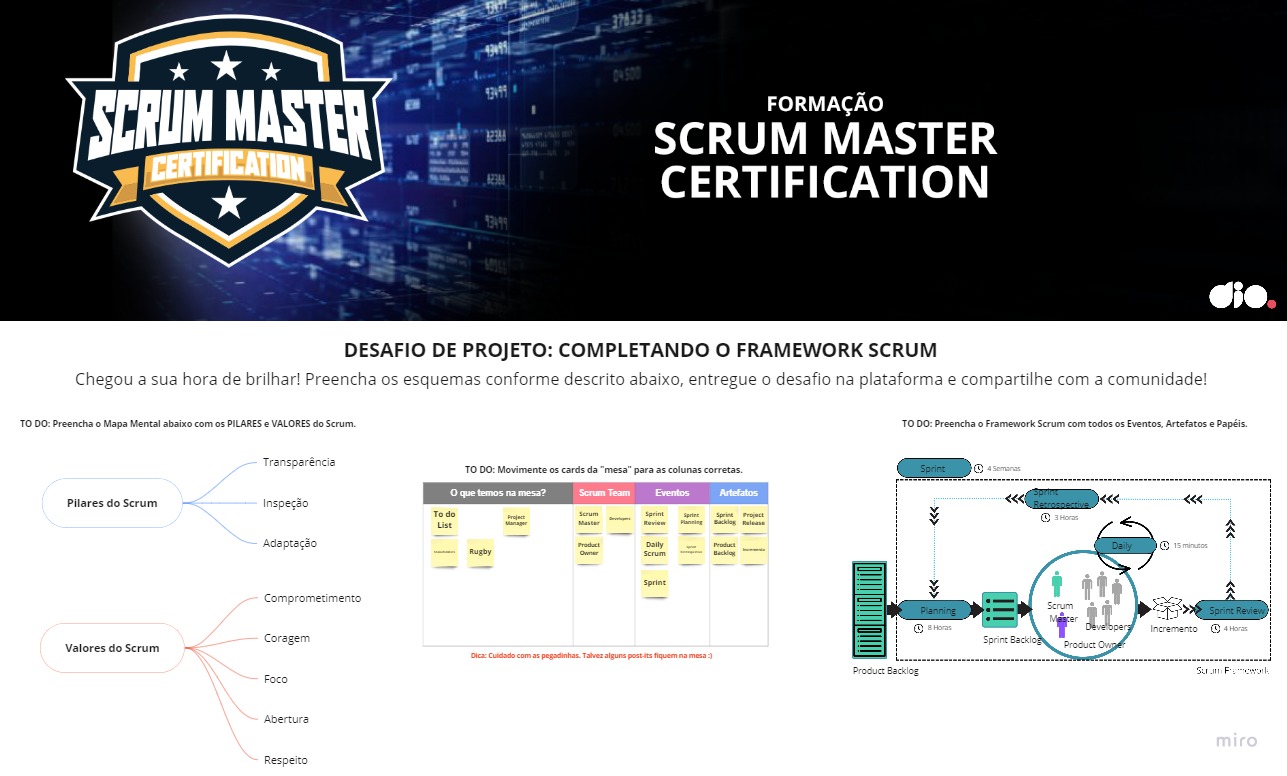 SCRUM MASTER
CERTIFICATION
FORMAÇÃO
SCRUM MASTER
CERTIFICATION
dio.
DESAFIO DE PROJETO: COMPLETANDO O FRAMEWORK SCRUM
Chegou a sua hora de brilhar! Preencha os esquemas conforme descrito abaixo, entregue o desafio na plataforma e compartilhe com a comunidade!
TO DO: Preencha o Mapa Mental abaixo com os PILARES e VALORES do Scrum.
Pilares do Scrum
Transparência
Inspeção
Adaptação
Valores do Scrum
Comprometimento
Coragem
Foco
Abertura
Respeito
TO DO: Movimente os cards da "mesa" para as colunas corretas.
O que temos na mesa?
Scrum Team
Eventos
Artefatos
To do
List
Project
Manager
Rugby
Scrum
Master
Developers
Product
Owner
Sprint
Review
Sprint
Planning
Daily
Scrum
Sprint
Sprint
Backlog
Project
Release
Product
Backlog
Incremento
Dica: Cuidado com as pegadinhas. Talvez alguns post-its fiquem na mesa :)
TO DO: Preencha o Framework Scrum com todos os Eventos, Artefatos e Papéis.
Sprint
4 Semanas
Sprint
Retrospective
3 Horas
Daily
15 minutos
Planning
8 Horas
Sprint Backlog
Scrum
Master
Developers
Product Owner
Incremento
Sprint Review
4 Horas
Product Backlog
Scrum Framework
miro